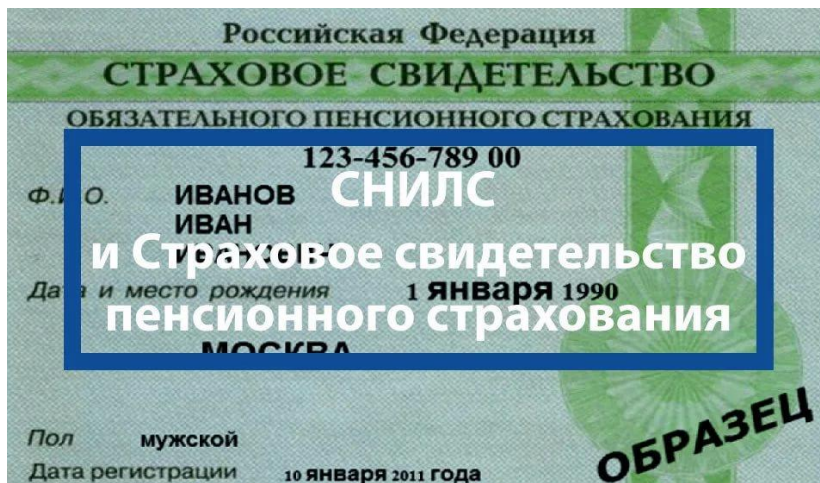 Российская Федерация
СТРАХОВОЕ СВИДЕТЕЛЬСТВО
ОБЯЗАТЕЛЬНОГО ПЕНСИОННОГО СТРАХОВАНИЯ
123-456-789 00
Ф.И.О. ИВАНОВ
СНИЛС
ИВАН
и Страховое свидетельство
Дата и место рождения 1 января 1990
пенсионного страхования
МОСКВА
ОБРАЗЕЦ
Пол мужской
Дата регистрации 10 января 2011 года